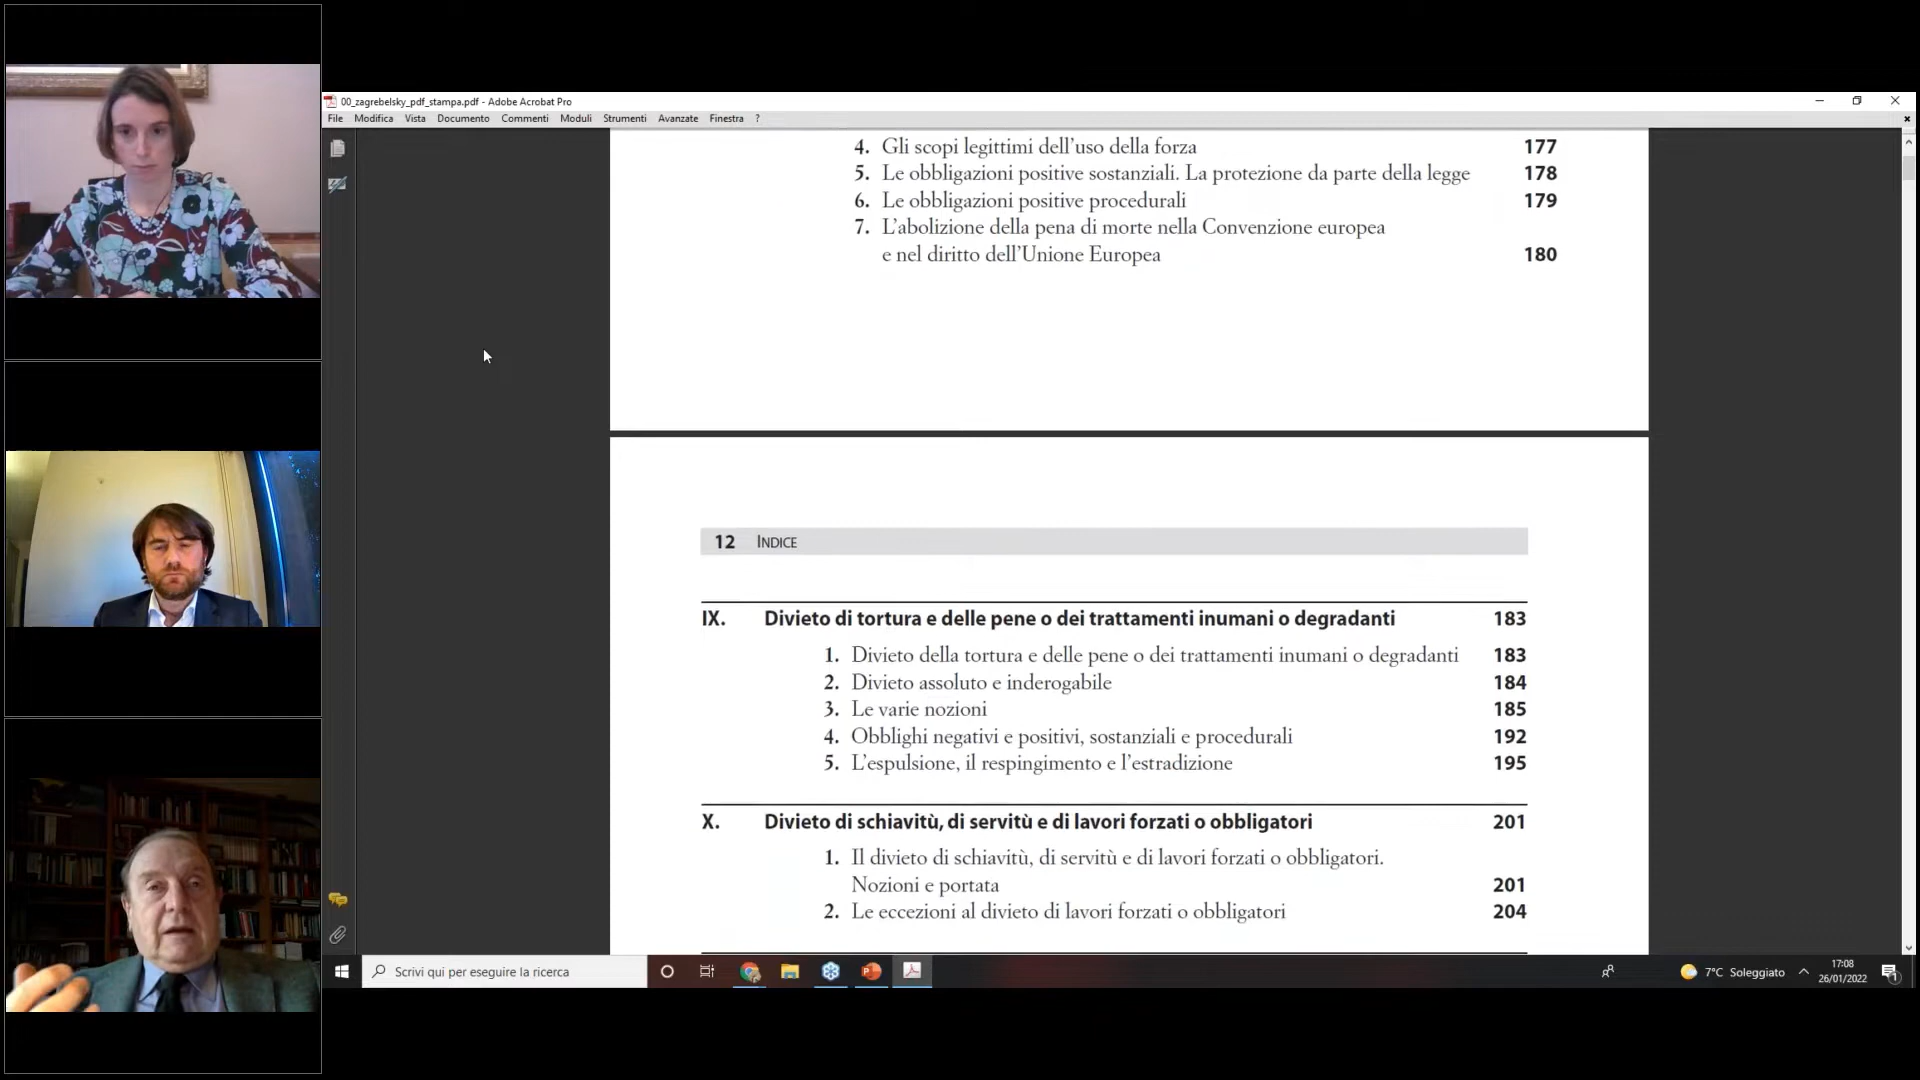 00_zagrebelsky_pdf_stampa.pdf - Adobe Acrobat Pro
File Modifica Vista Documento Commenti Moduli Strumenti Avanzate Finestra ?
4. Gli scopi legittimi dell'uso della forza 177
5. Le obbligazioni positive sostanziali. La protezione da parte della legge 178
6. Le obbligazioni positive procedurali 179
7. L'abolizione della pena di morte nella Convenzione europea
e nel diritto dell'Unione Europea 180
12 INDICE
IX. Divieto di tortura e delle pene o dei trattamenti inumani o degradanti 183
1. Divieto della tortura e delle pene o dei trattamenti inumani o degradanti 183
2. Divieto assoluto e inderogabile 184
3. Le varie nozioni 185
4. Obblighi negativi e positivi, sostanziali e procedurali 192
5. L'espulsione, il respingimento e l'estradizione 195
X. Divieto di schiavitù, di servitù e di lavori forzati o obbligatori 201
1. Il divieto di schiavitù, di servitù e di lavori forzati o obbligatori.
Nozioni e portata 201
2. Le eccezioni al divieto di lavori forzati o obbligatori 204
Scrivi qui per eseguire la ricerca
7°C Soleggiato
17:08
26/01/2022
1